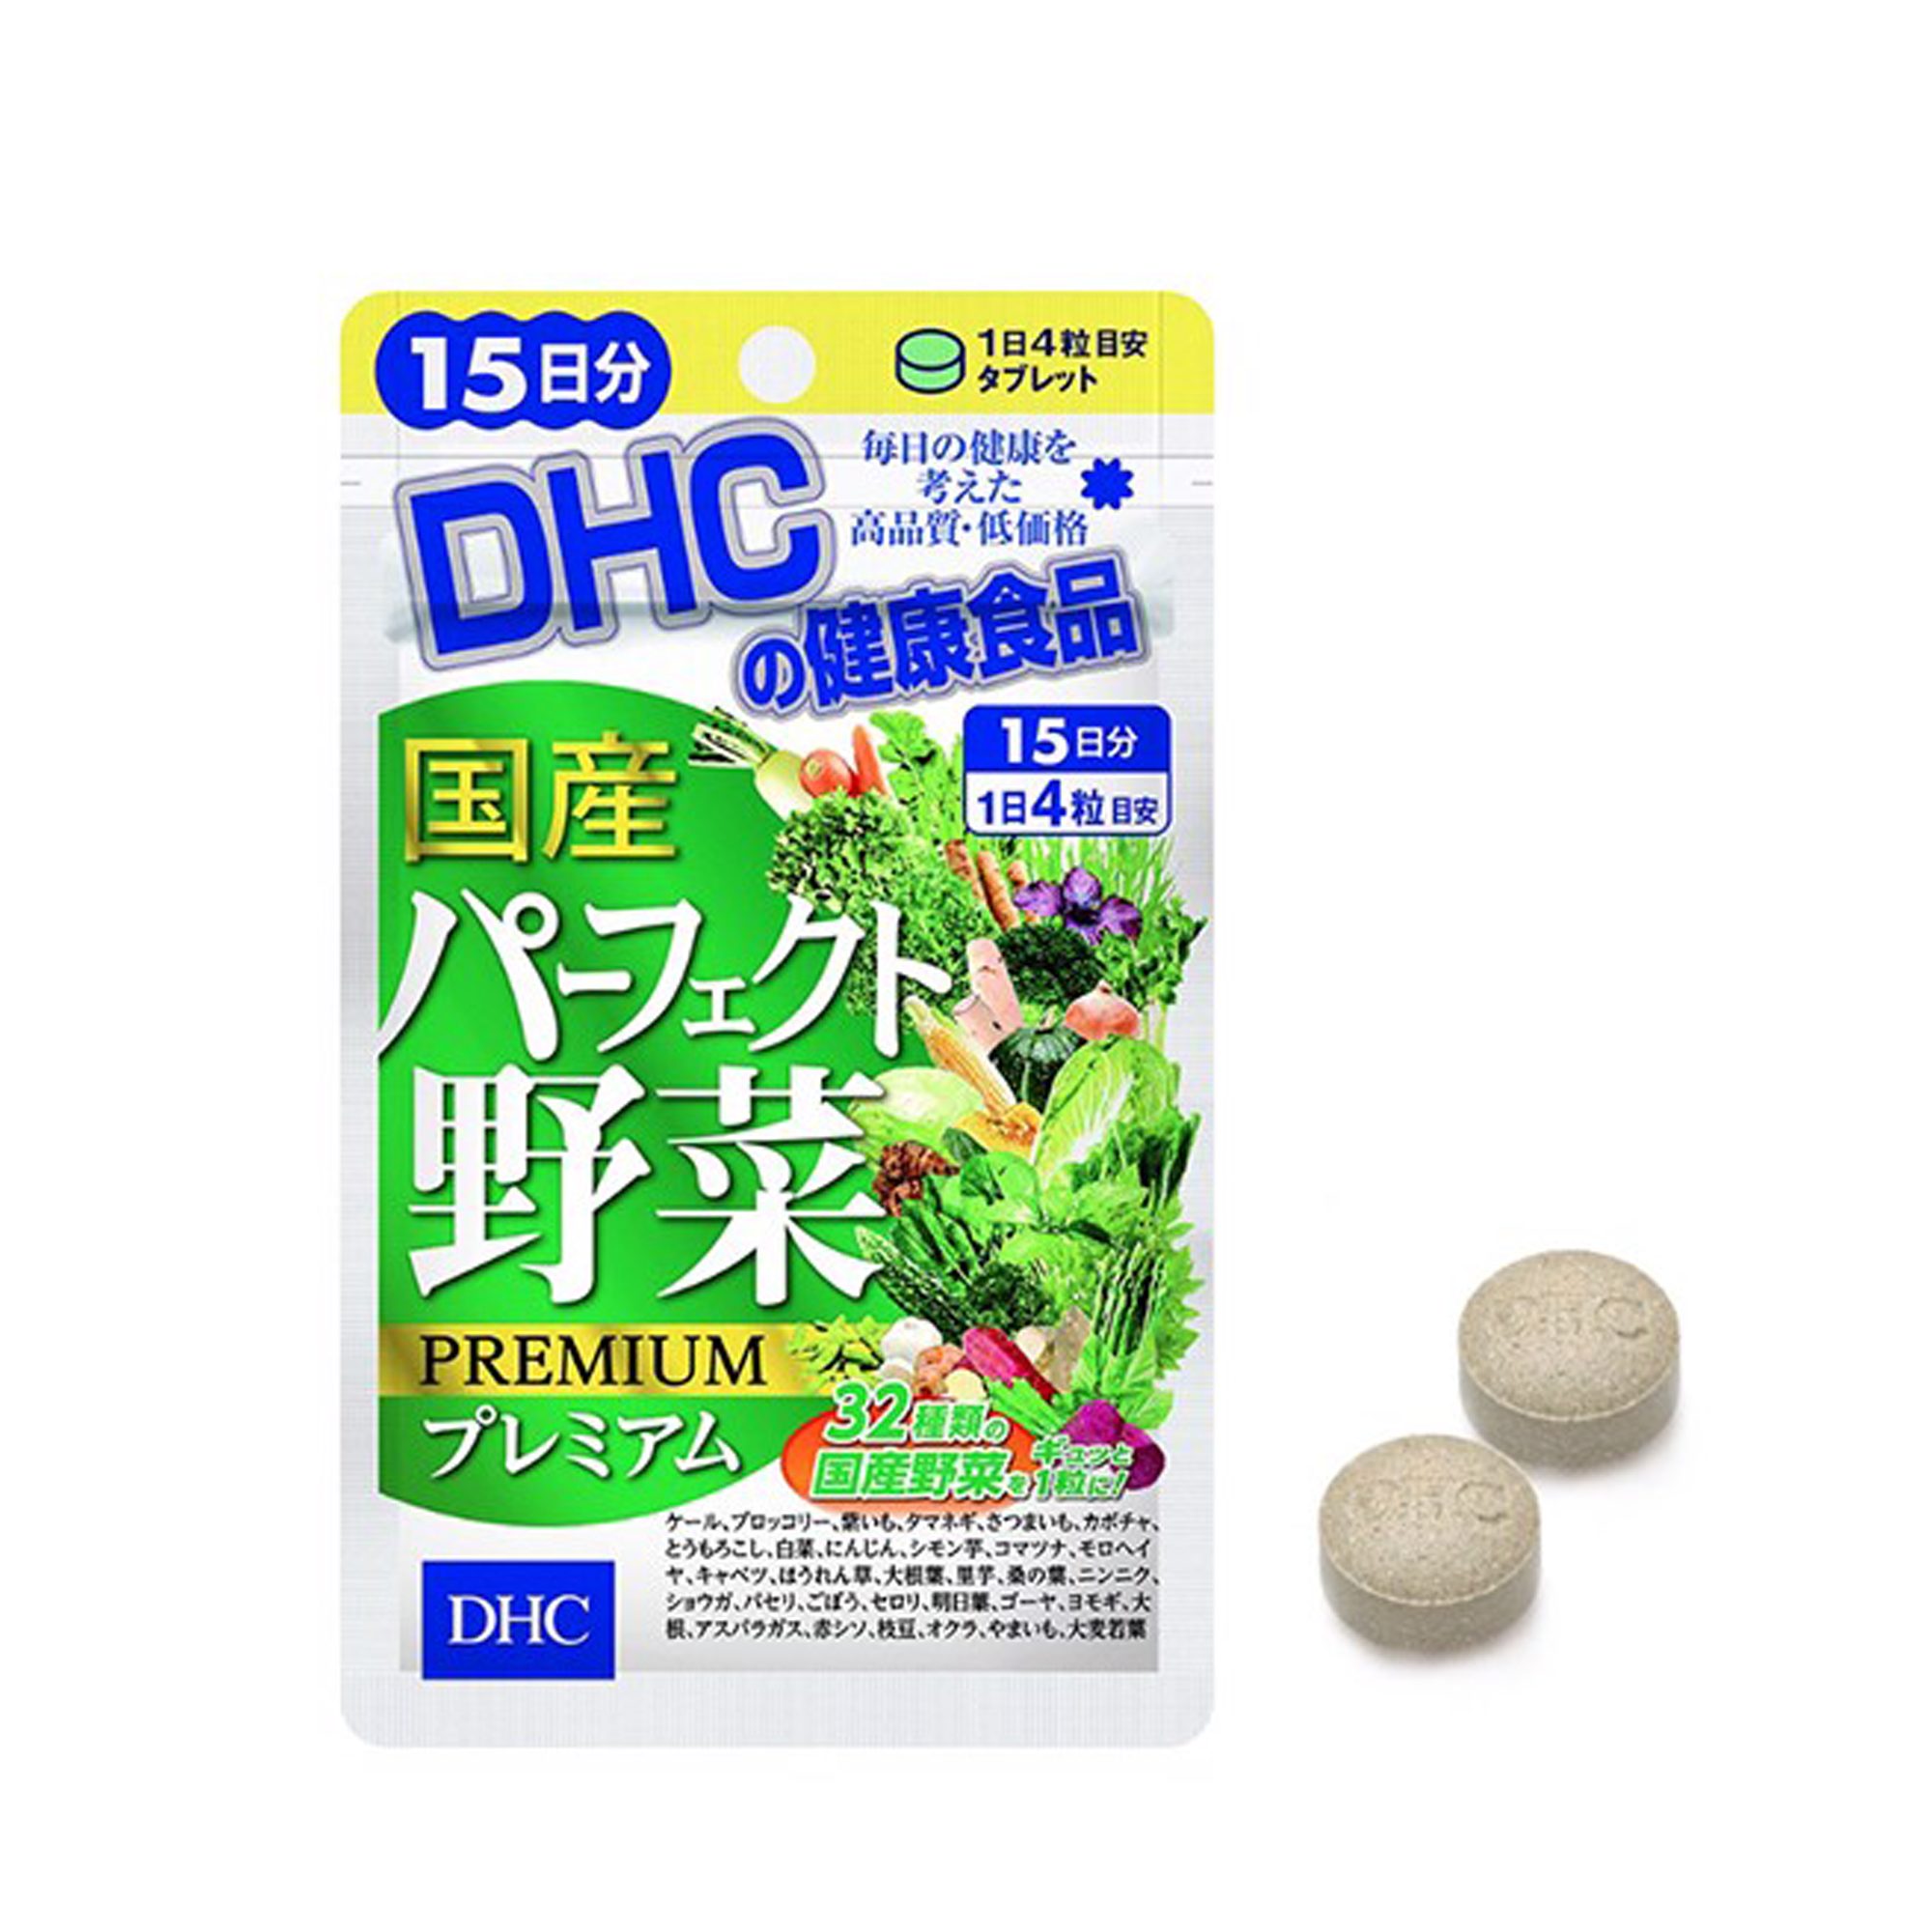 15日分
1日4粒目安
タブレット
毎日の健康を
考えた
高品質・低価格
DHC
の健康食品
15日分
1日4粒目安
国産
パーフェクト
野菜
PREMIUM
プレミアム
32種類の
国産野菜を
ギュッと
1粒に!
ケール、ブロッコリー、紫いも、タマネギ、さつまいも、カボチャ、
とうもろこし、白菜、にんじん、シモン芋、コマツナ、モロヘイ
ヤ、キャベツ、ほうれん草、大根葉、里芋、桑の葉、ニンニク、
ショウガ、パセリ、ごぼう、セロリ、明日葉、ゴーヤ、ヨモギ、大
根、アスパラガス、赤シソ、枝豆、オクラ、やまいも、大麦若葉
DHC
DHC
DHC